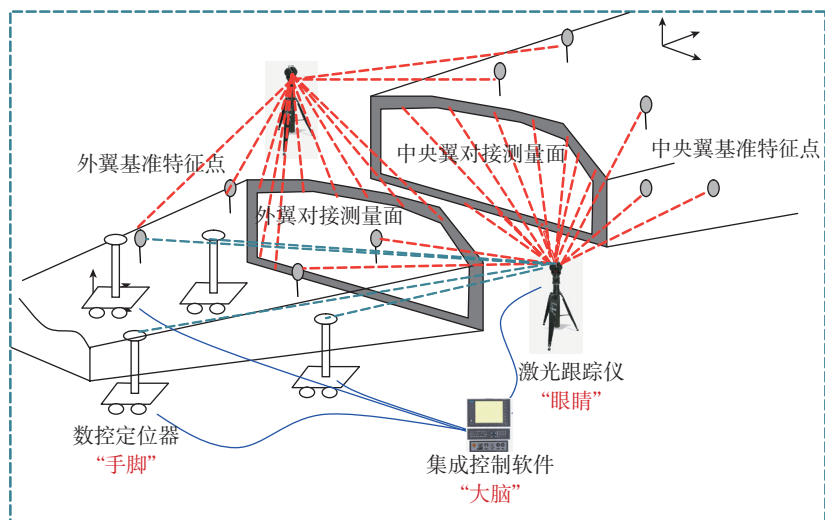 外翼基准特征点
中央翼对接测量面
中央翼基准特征点
外翼对接测量面
激光跟踪仪
“眼睛”
数控定位器
“手脚”
集成控制软件
“大脑”